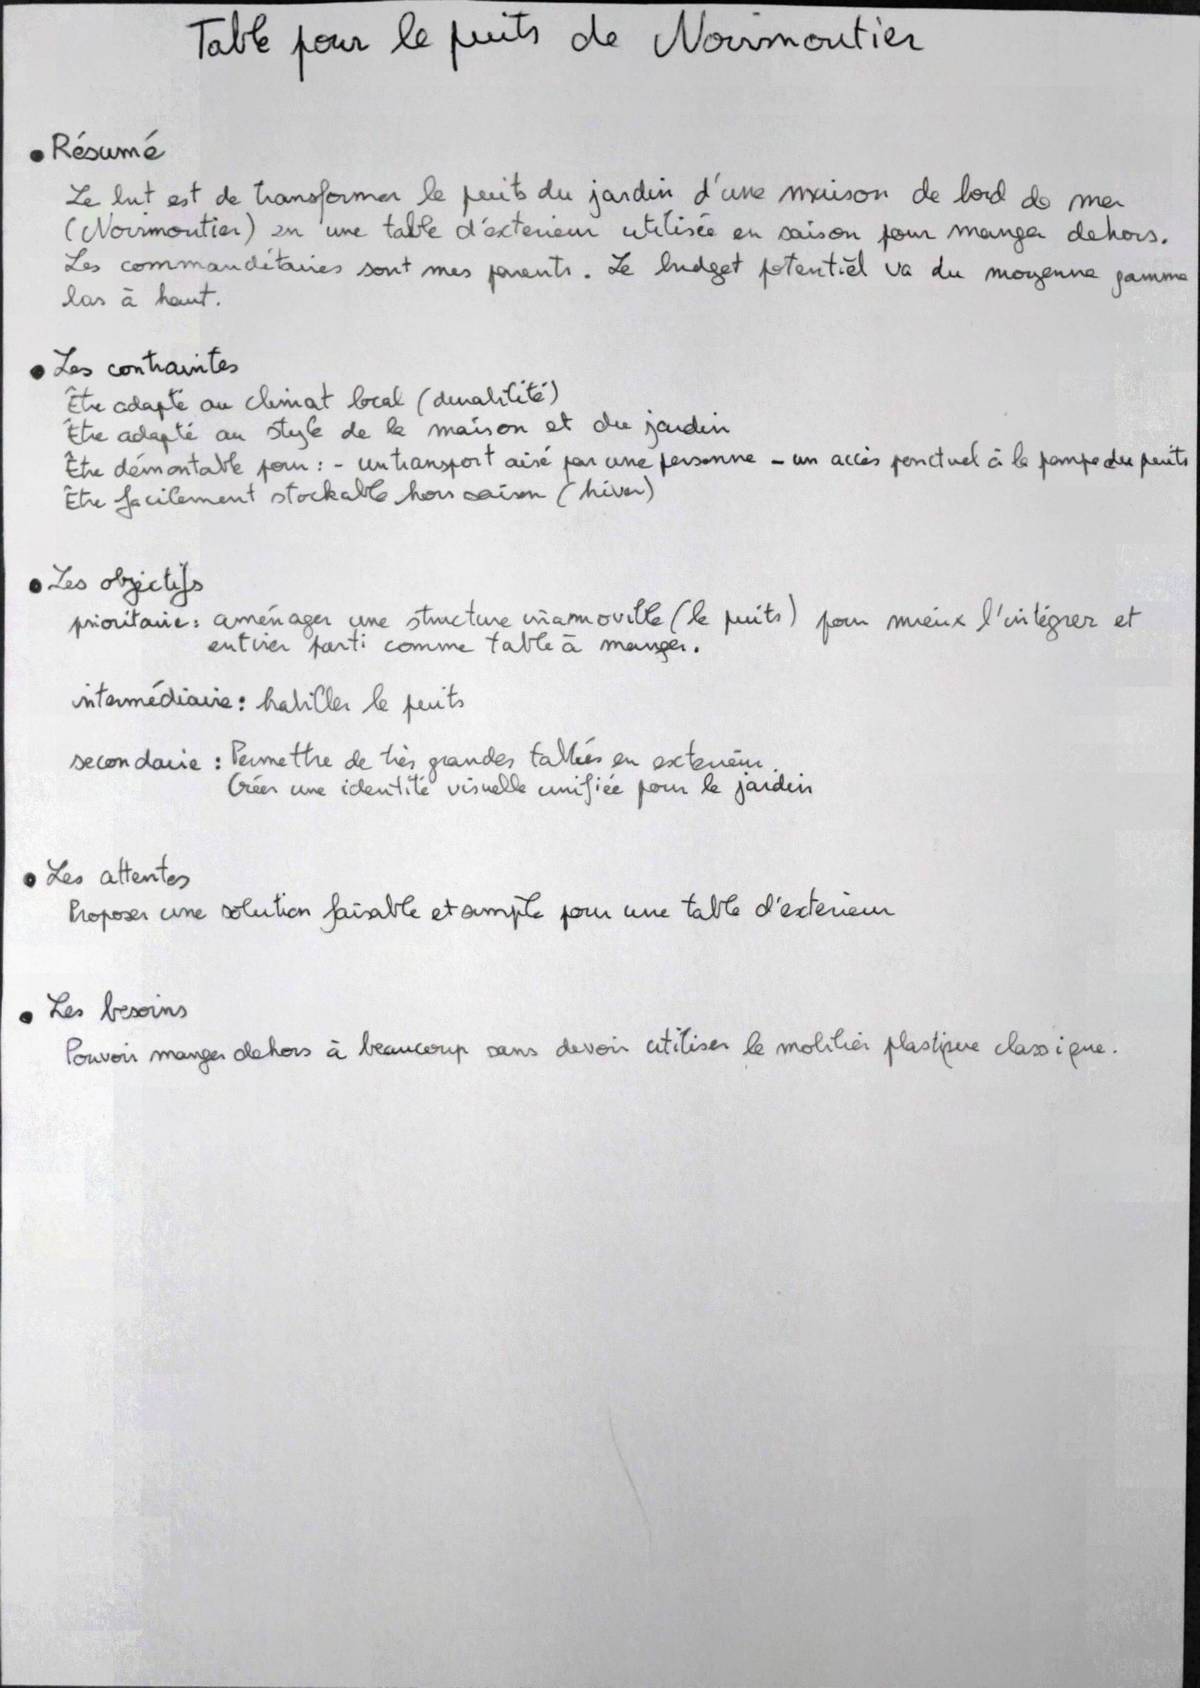 Table pour le puits de Noirmoutier
• Résumé
Le but est de transformer le puits du jardin d'une maison de bord de mer
(Noirmoutier) en une table d'extérieur utilisée en saison pour manger dehors.
Les commanditaires sont mes parents. Le budget potentiel va du moyenne gamme
bas à haut.
• Les contraintes
Être adapté au climat local (durabilité)
Être adapté au style de la maison et du jardin
Être démontable pour : - un transport aisé par une personne - un accès ponctuel à la pompe du puits
Être facilement stockable hors saison (hiver)
• Les objectifs
prioritaire : aménager une structure inamovible (le puits) pour mieux l'intégrer et
en tirer parti comme table à manger.
intermédiaire : habiller le puits
secondaire : Permettre de très grandes tablées en extérieur.
Créer une identité visuelle unifiée pour le jardin
• Les attentes
Proposer une solution faisable et simple pour une table d'extérieur
• Les besoins
Pouvoir manger dehors à beaucoup sans devoir utiliser le mobilier plastique classique.